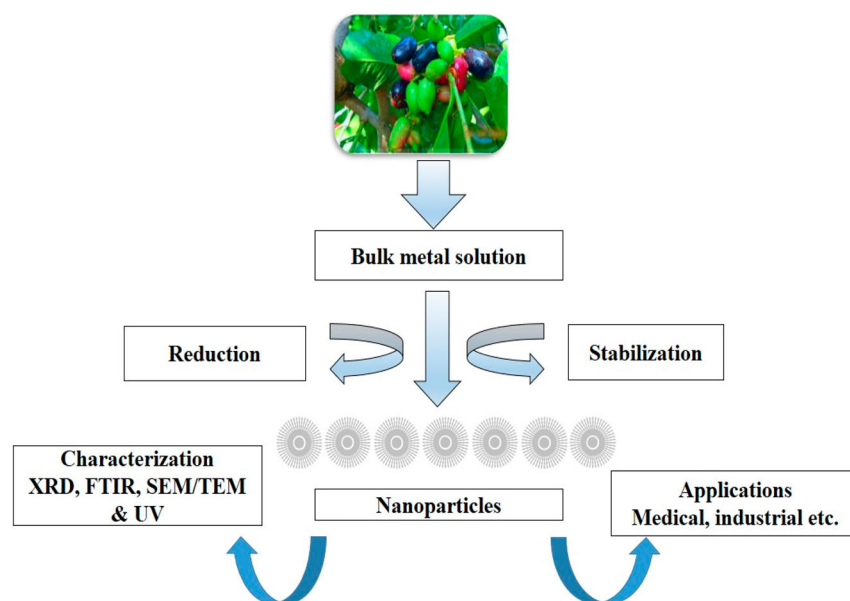 Bulk metal solution
Reduction
Stabilization
Characterization
XRD, FTIR, SEM/TEM
& UV
Nanoparticles
Applications
Medical, industrial etc.